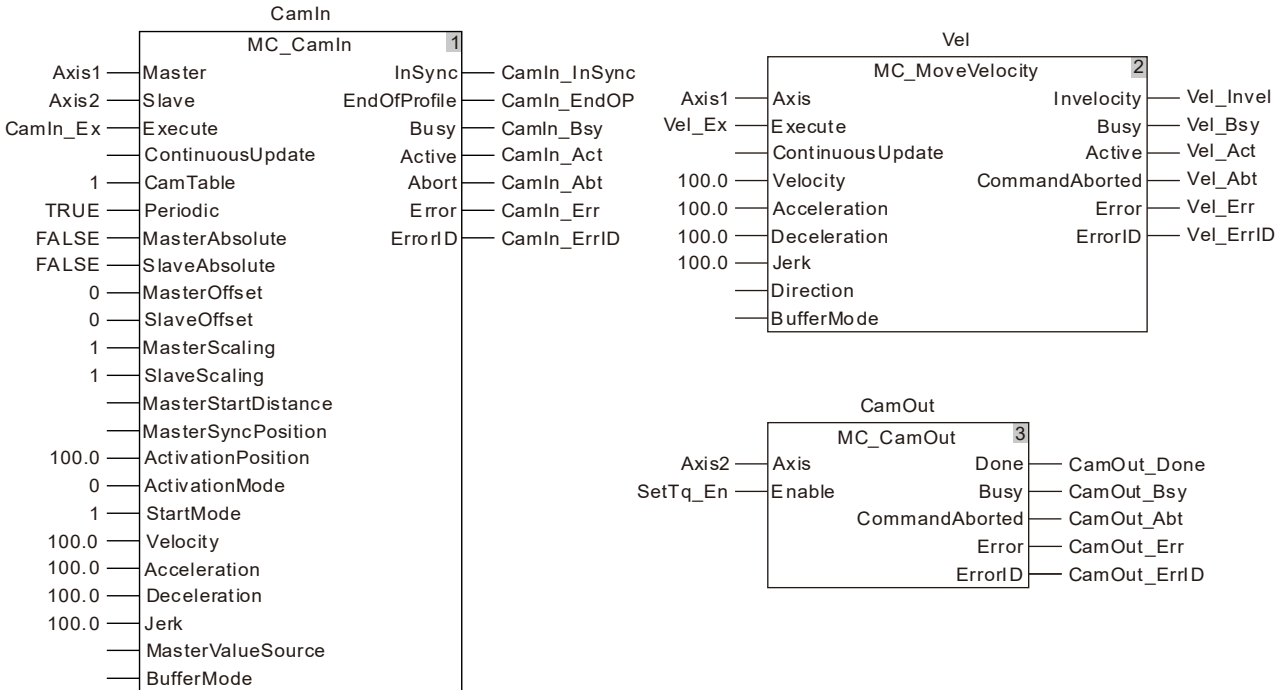 CamIn
MC_CamIn 1
Axis1 Master InSync CamIn_InSync
Axis2 Slave EndOfProfile CamIn_EndOP
CamIn_Ex Execute Busy CamIn_Bsy
ContinuousUpdate Active CamIn_Act
1 CamTable Abort CamIn_Abt
TRUE Periodic Error CamIn_Err
FALSE MasterAbsolute ErrorID CamIn_ErrID
FALSE SlaveAbsolute
0 MasterOffset
0 SlaveOffset
1 MasterScaling
1 SlaveScaling
MasterStartDistance
MasterSyncPosition
100.0 ActivationPosition
0 ActivationMode
1 StartMode
100.0 Velocity
100.0 Acceleration
100.0 Deceleration
100.0 Jerk
MasterValueSource
BufferMode
Vel
MC_MoveVelocity 2
Axis1 Axis Invelocity Vel_Invel
Vel_Ex Execute Busy Vel_Bsy
ContinuousUpdate Active Vel_Act
100.0 Velocity CommandAborted Vel_Abt
100.0 Acceleration Error Vel_Err
100.0 Deceleration ErrorID Vel_ErrID
100.0 Jerk
Direction
BufferMode
CamOut
MC_CamOut 3
Axis2 Axis Done CamOut_Done
SetTq_En Enable Busy CamOut_Bsy
CommandAborted CamOut_Abt
Error CamOut_Err
ErrorID CamOut_ErrID